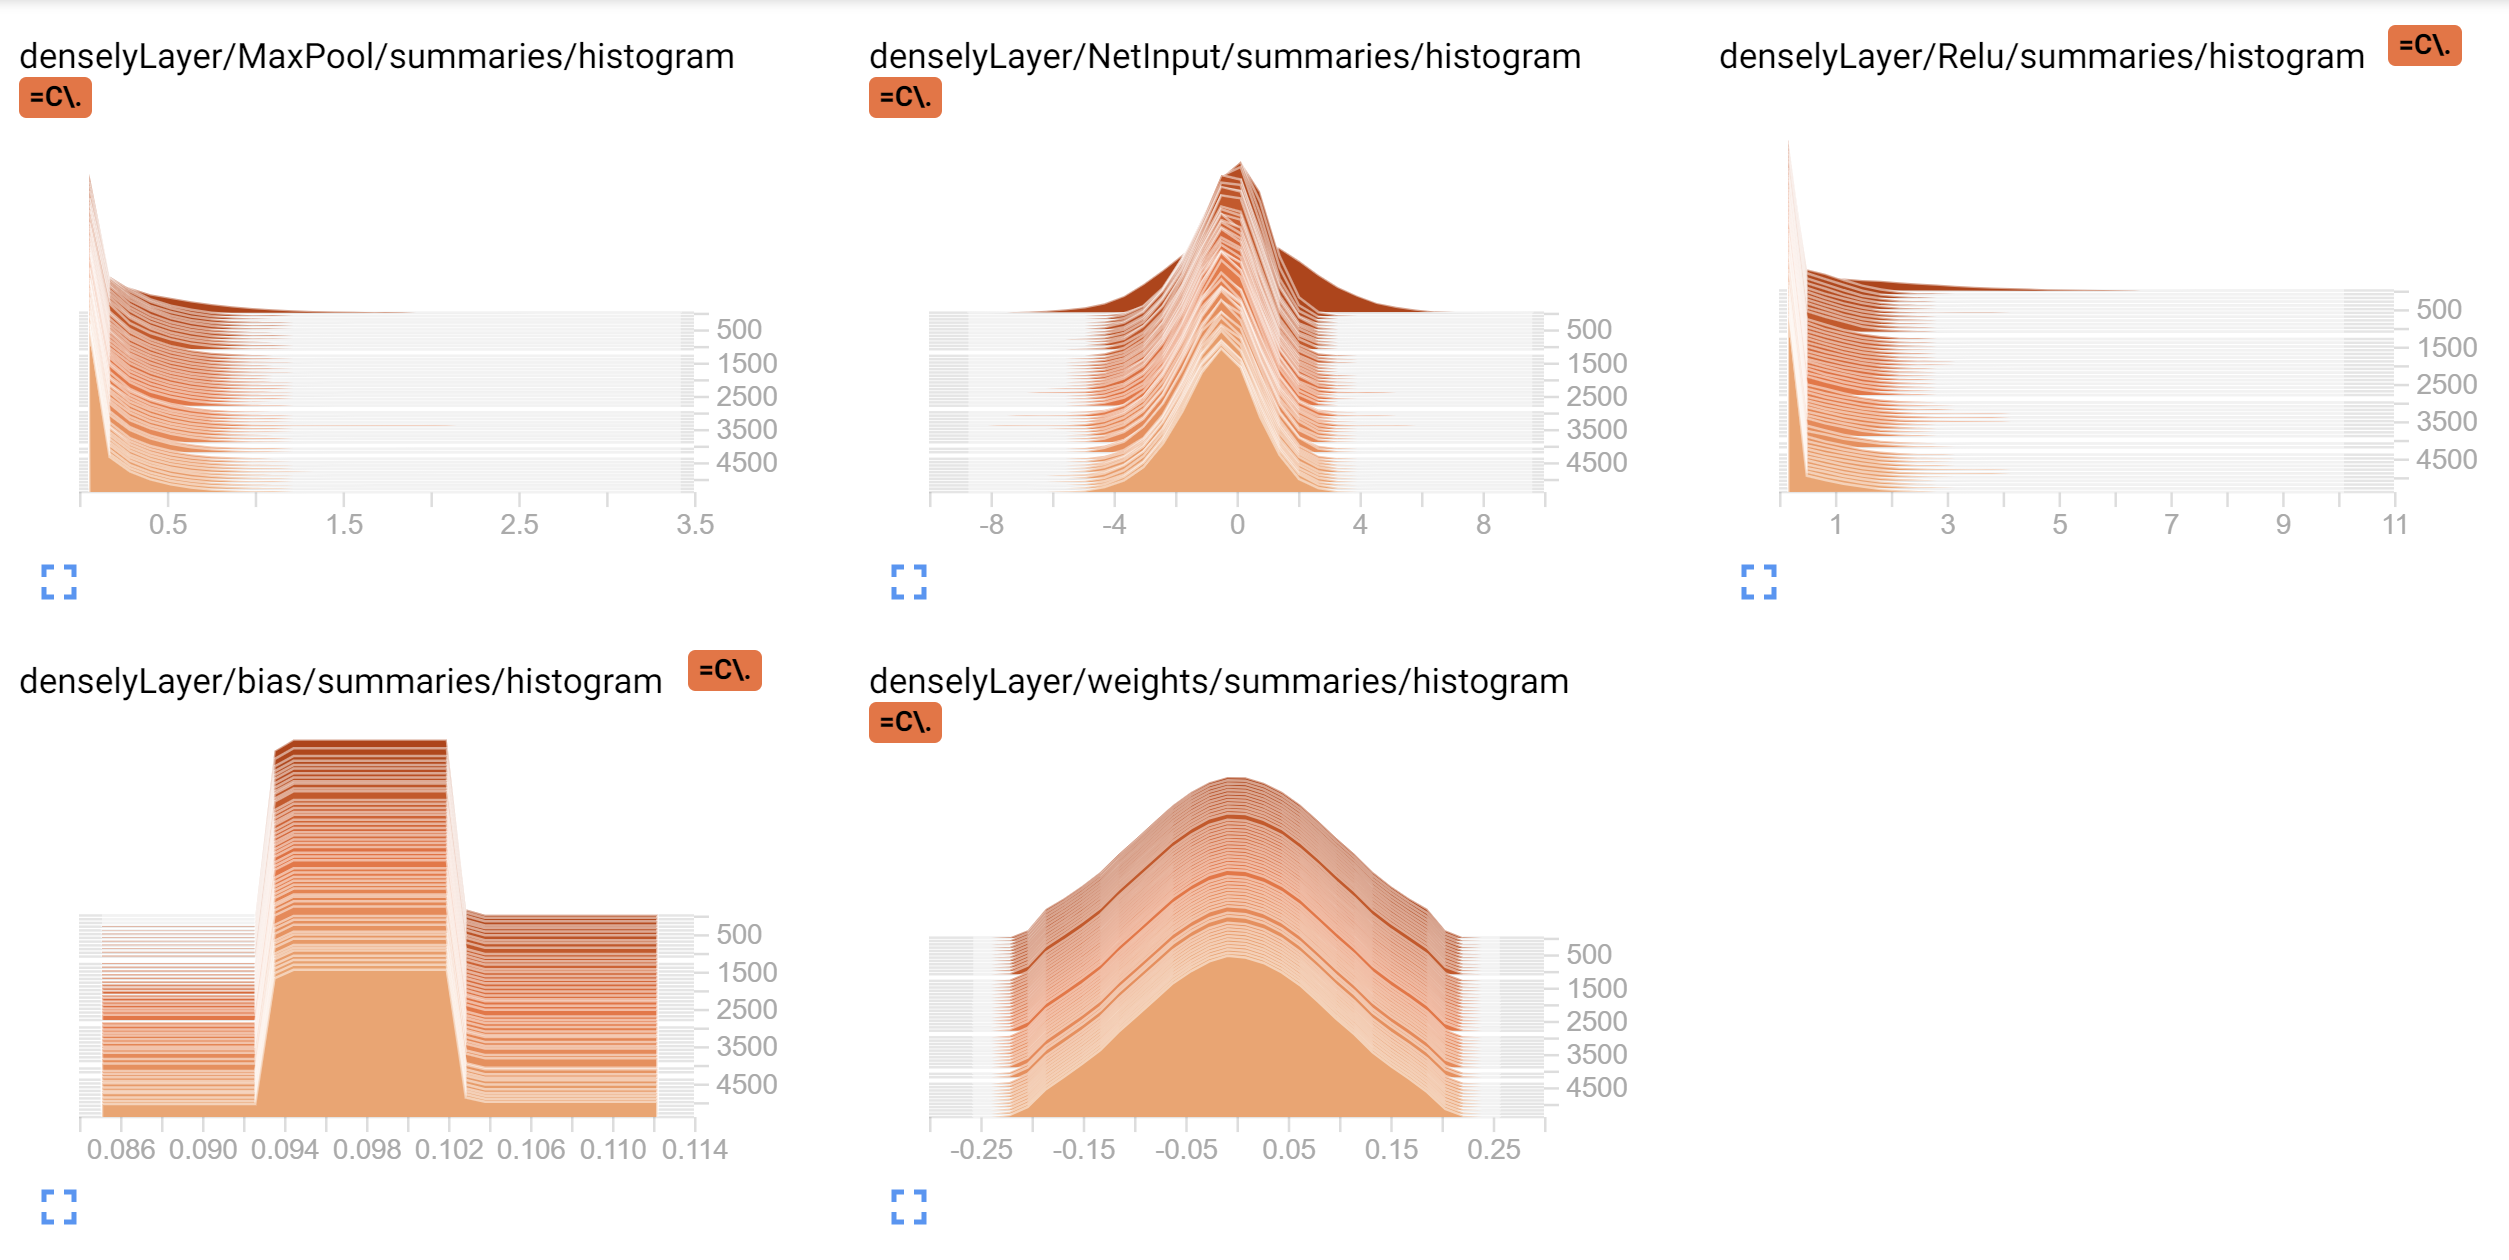 denselyLayer/MaxPool/summaries/histogram
=C\.
500
1500
2500
3500
4500
0.5 1.5 2.5 3.5
denselyLayer/NetInput/summaries/histogram
=C\.
500
1500
2500
3500
4500
-8 -4 0 4 8
denselyLayer/Relu/summaries/histogram =C\.
500
1500
2500
3500
4500
1 3 5 7 9 11
denselyLayer/bias/summaries/histogram =C\.
500
1500
2500
3500
4500
0.086 0.090 0.094 0.098 0.102 0.106 0.110 0.114
denselyLayer/weights/summaries/histogram
=C\.
500
1500
2500
3500
4500
-0.25 -0.15 -0.05 0.05 0.15 0.25